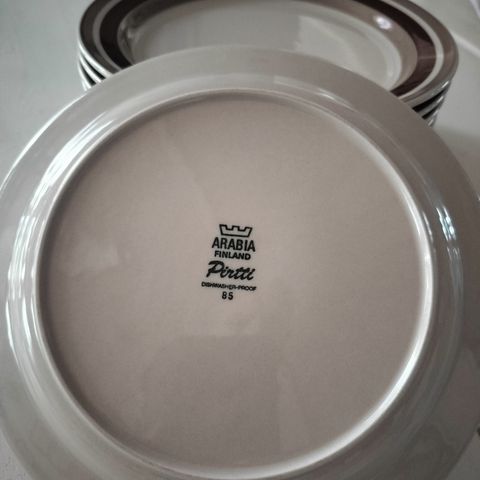 ARABIA
FINLAND
Pirtti
DISHWASHER-PROOF
85